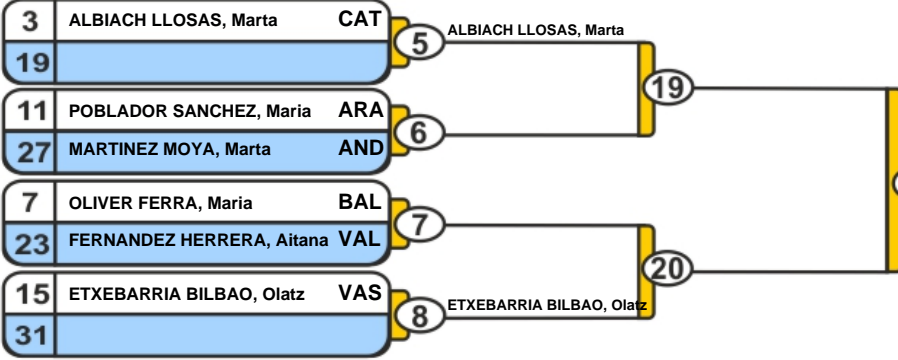 3 ALBIACH LLOSAS, Marta CAT
19
5 ALBIACH LLOSAS, Marta
19
11 POBLADOR SANCHEZ, Maria ARA
27 MARTINEZ MOYA, Marta AND
6
7 OLIVER FERRA, Maria BAL
23 FERNANDEZ HERRERA, Aitana VAL
7
20
15 ETXEBARRIA BILBAO, Olatz VAS
31
8 ETXEBARRIA BILBAO, Olatz